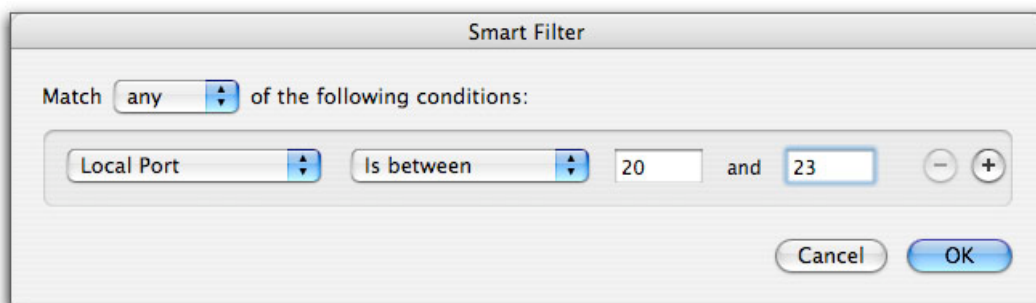 Smart Filter
Match any of the following conditions:
Local Port Is between 20 and 23
Cancel OK